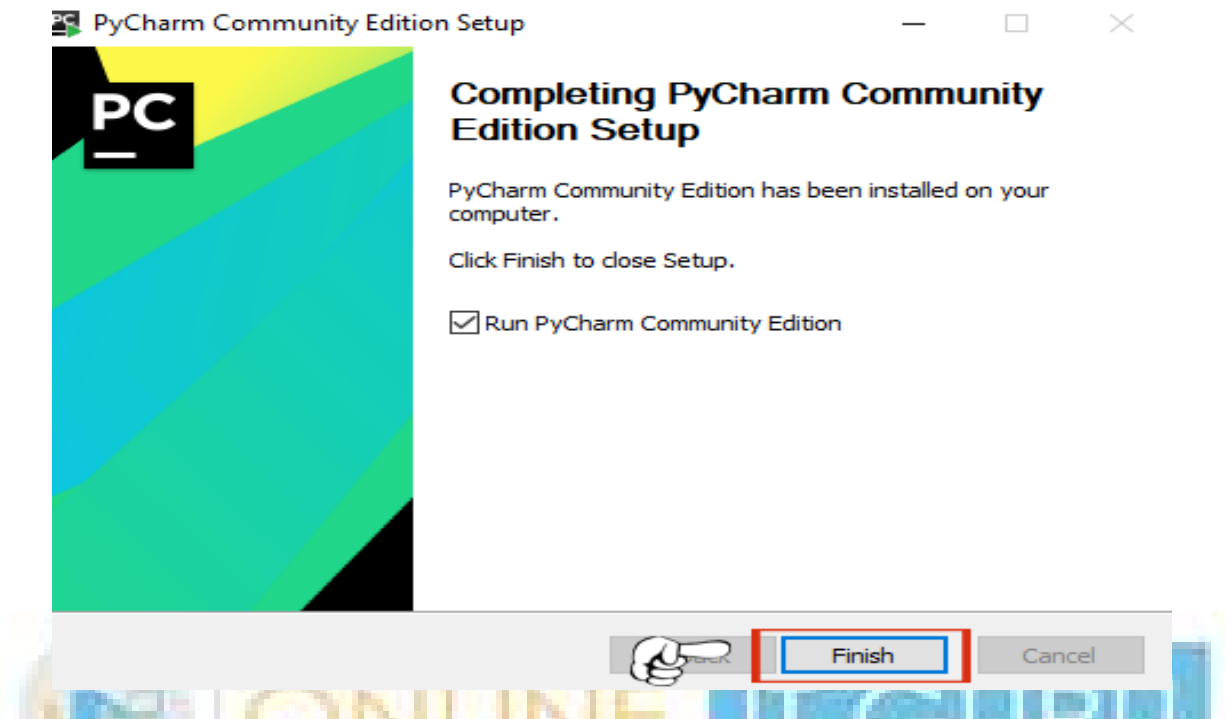 PyCharm Community Edition Setup
PC
Completing PyCharm Community
Edition Setup
PyCharm Community Edition has been installed on your
computer.
Click Finish to close Setup.
Run PyCharm Community Edition
Finish
Cancel
ONLINE